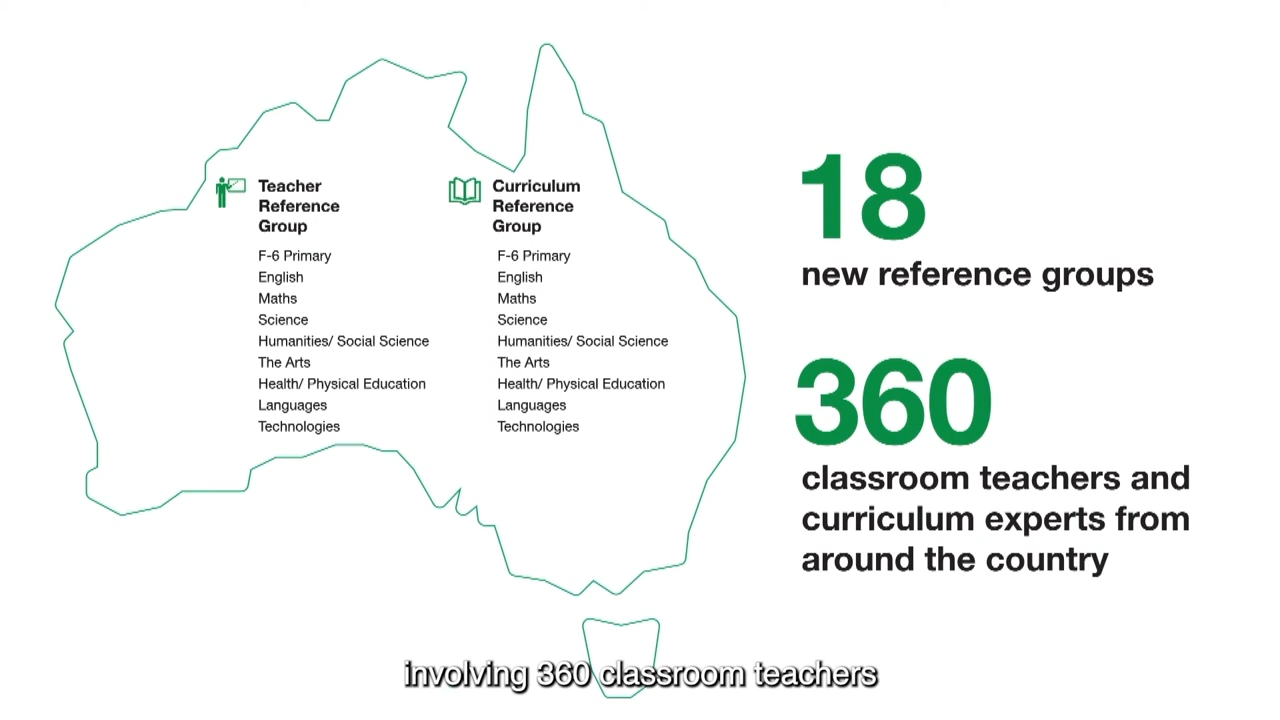 Teacher
Reference
Group
F-6 Primary
English
Maths
Science
Humanities/ Social Science
The Arts
Health/ Physical Education
Languages
Technologies
Curriculum
Reference
Group
F-6 Primary
English
Maths
Science
Humanities/ Social Science
The Arts
Health/ Physical Education
Languages
Technologies
18
new reference groups
360
classroom teachers and
curriculum experts from
around the country
involving 360 classroom teachers